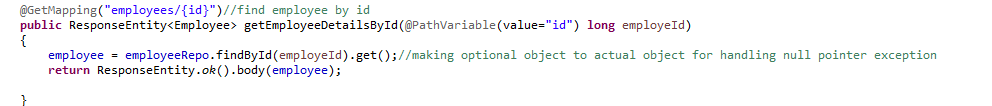 @GetMapping("employees/{id}")//find employee by id
public ResponseEntity<Employee> getEmployeeDetailsById(@PathVariable(value="id") long employeId)
{
employee = employeeRepo.findById(employeId).get();//making optional object to actual object for handling null pointer exception
return ResponseEntity.ok().body(employee);
}